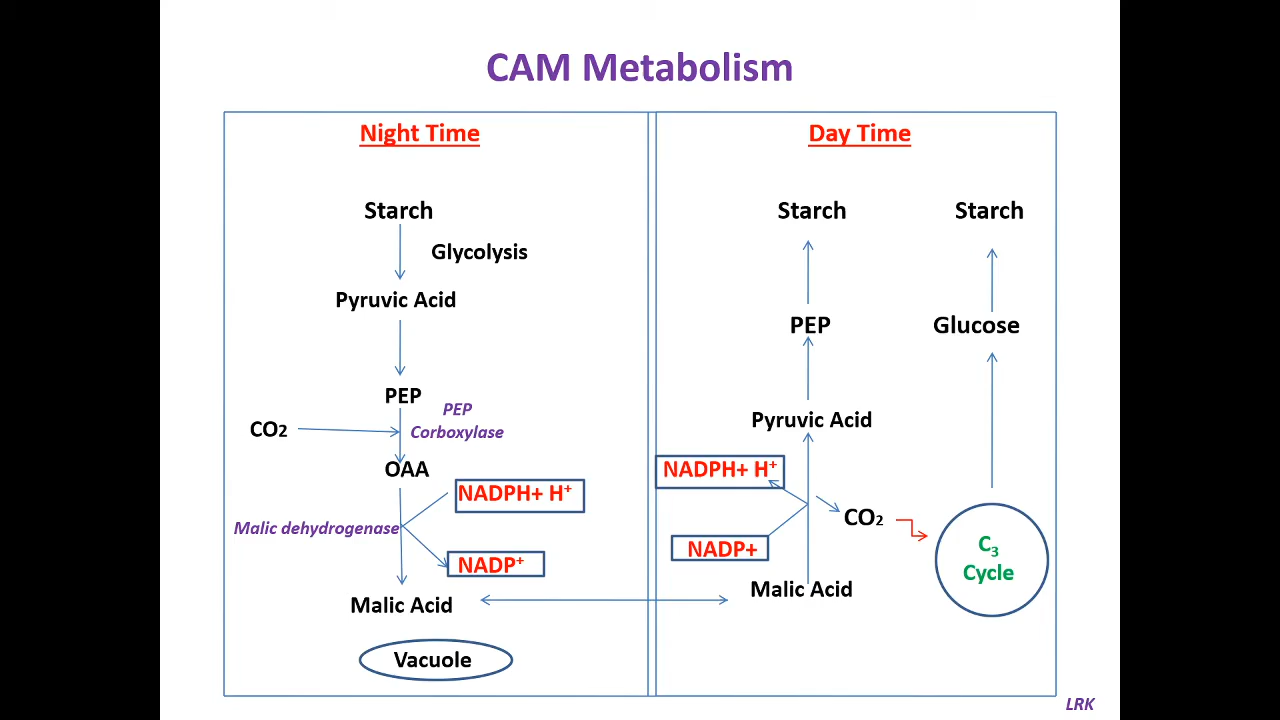 CAM Metabolism
Night Time
Starch
Glycolysis
Pyruvic Acid
PEP
PEP
Corboxylase
CO₂
OAA
NADPH+ H⁺
Malic dehydrogenase
NADP⁺
Malic Acid
Vacuole
Day Time
Starch
Starch
PEP
Glucose
Pyruvic Acid
NADPH+ H⁺
CO₂
NADP+
C₃
Cycle
Malic Acid
LRK